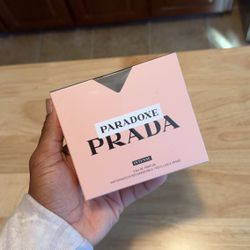 PARADOXE
PRADA
INTENSE
EAU DE PARFUM